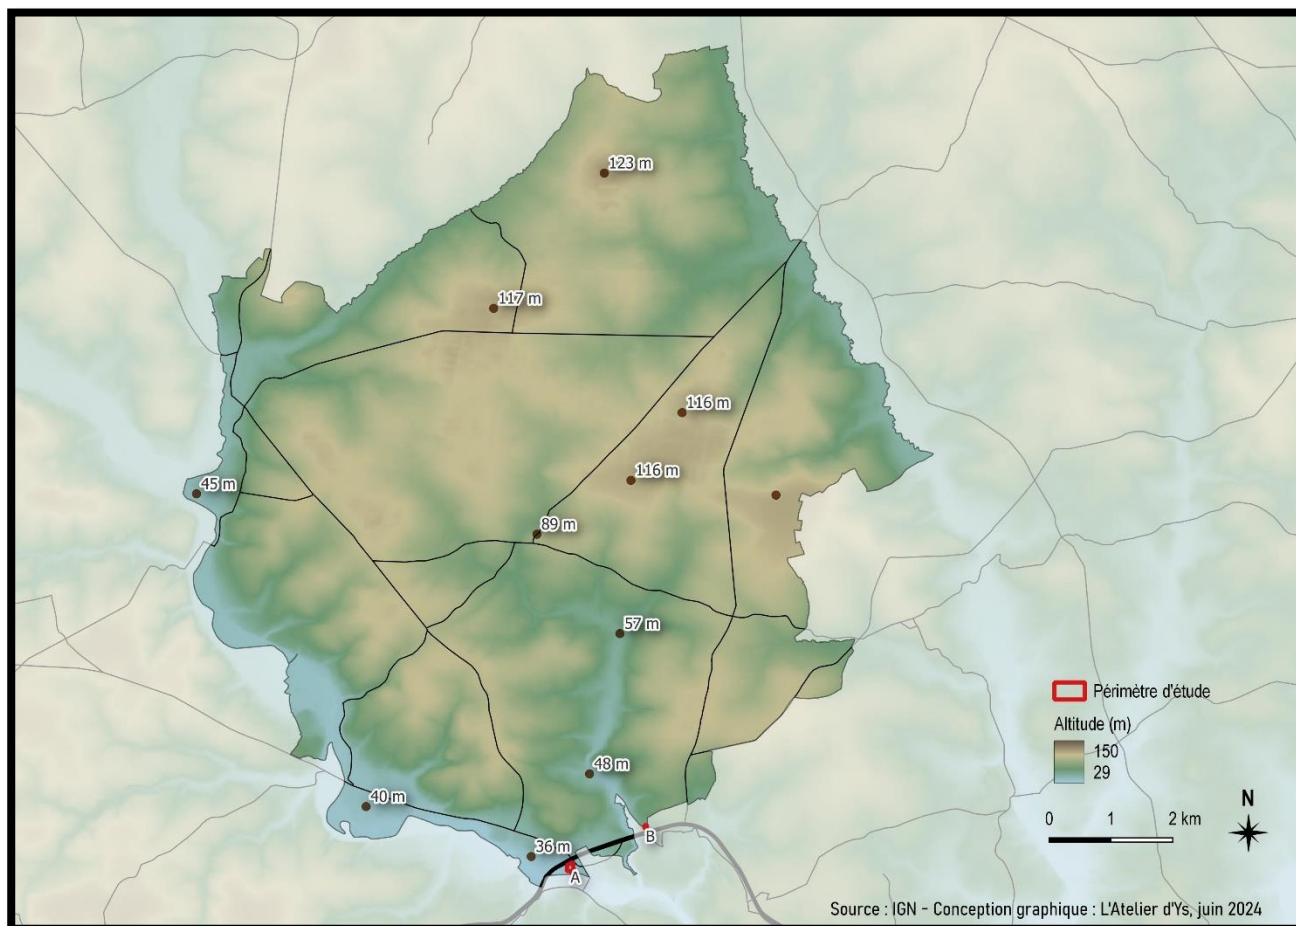 123 m
117 m
116 m
116 m
45 m
89 m
57 m
48 m
40 m
36 m
B
A
Périmètre d'étude
Altitude (m)
150
29
0 1 2 km
N
Source : IGN - Conception graphique : L'Atelier d'Ys, juin 2024